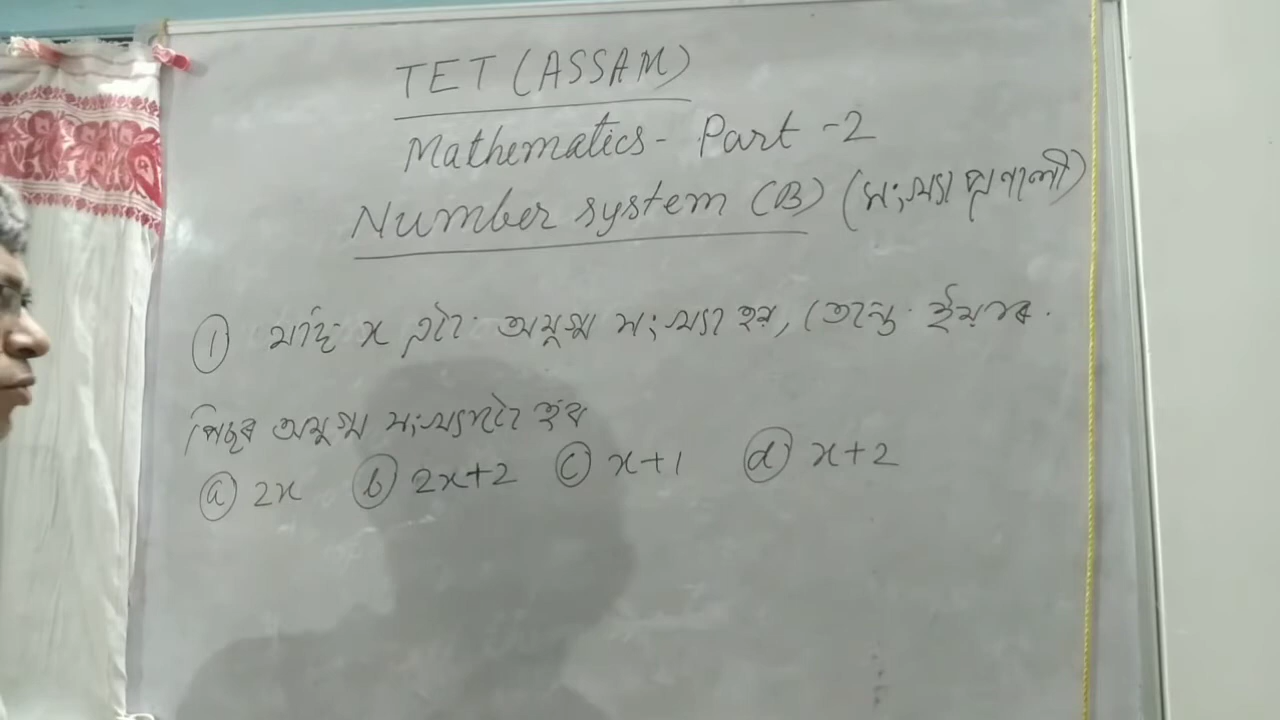 TET (ASSAM)
Mathematics - Part -2
Number system (B) (সংখ্যা প্ৰণালী)
① যদি x এটা অযুগ্ম সংখ্যা হয়, তেন্তে ইয়াৰ
পিছৰ অযুগ্ম সংখ্যাটো হ'ব
ⓐ 2x ⓑ 2x+2 ⓒ x+1 ⓓ x+2